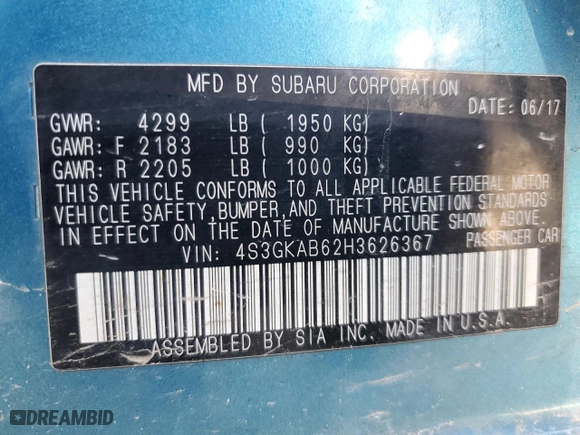 MFD BY SUBARU CORPORATION
DATE: 06/17
GVWR: 4299 LB ( 1950 KG)
GAWR: F 2183 LB ( 990 KG)
GAWR: R 2205 LB ( 1000 KG)
THIS VEHICLE CONFORMS TO ALL APPLICABLE FEDERAL MOTOR
VEHICLE SAFETY, BUMPER, AND THEFT PREVENTION STANDARDS
IN EFFECT ON THE DATE OF MANUFACTURE SHOWN ABOVE.
VIN: 4S3GKAB62H3626367 PASSENGER CAR
ASSEMBLED BY SIA INC. MADE IN U.S.A.
DREAMBID